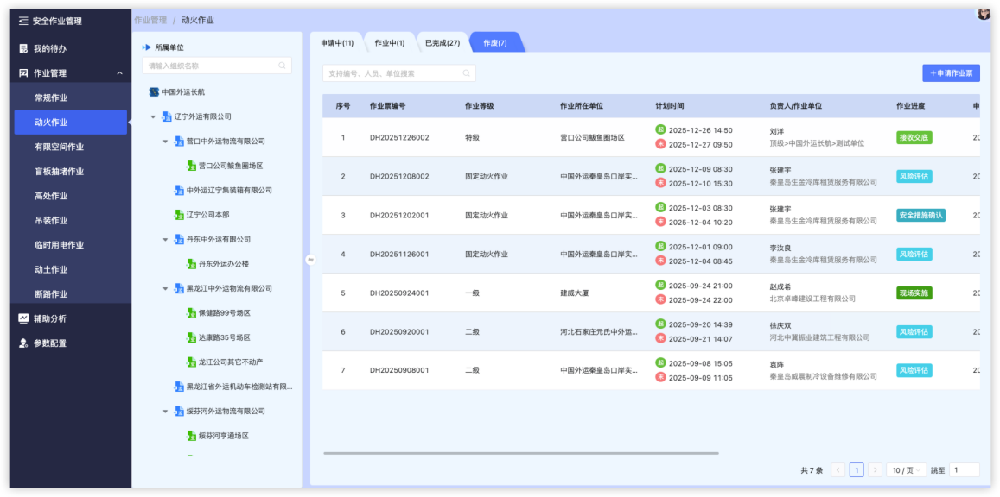 安全作业管理
我的待办
作业管理
常规作业
动火作业
有限空间作业
盲板抽堵作业
高处作业
吊装作业
临时用电作业
动土作业
断路作业
辅助分析
参数配置
作业管理 / 动火作业
所属单位
请输入组织名称
中国外运长航
辽宁外运有限公司
营口中外运物流有限公司
营口公司鲅鱼圈场区
中外运辽宁集装箱有限公司
辽宁公司本部
丹东中外运有限公司
丹东外运办公楼
黑龙江中外运物流有限公司
保健路99号场区
达康路35号场区
龙江公司其它不动产
黑龙江省外运机动车检测站有限...
绥芬河外运物流有限公司
绥芬河亨通场区
申请中(11) 作业中(1) 已完成(27) 作废(7)
支持编号、人员、单位搜索
+申请作业票
序号 作业票编号 作业等级 作业所在单位 计划时间 负责人/作业单位 作业进度 申
1 DH20251226002 特级 营口公司鲅鱼圈场区 起 2025-12-26 14:50 末 2025-12-27 09:50 刘洋 顶级>中国外运长航>测试单位 接收交底 20
2 DH20251208002 固定动火作业 中国外运秦皇岛口岸实... 起 2025-12-09 08:30 末 2025-12-10 15:30 张建宇 秦皇岛生金冷库租赁服务有限公司 风险评估 20
3 DH20251202001 固定动火作业 中国外运秦皇岛口岸实... 起 2025-12-03 08:30 末 2025-12-04 10:20 张建宇 秦皇岛生金冷库租赁服务有限公司 安全措施确认 20
4 DH20251126001 固定动火作业 中国外运秦皇岛口岸实... 起 2025-12-01 09:00 末 2025-12-04 08:45 李汝良 秦皇岛生金冷库租赁服务有限公司 风险评估 20
5 DH20250924001 一级 建威大厦 起 2025-09-24 21:00 末 2025-09-24 22:00 赵成希 北京卓峰建设工程有限公司 现场实施 20
6 DH20250920001 二级 河北石家庄元氏中外运... 起 2025-09-20 14:39 末 2025-09-21 14:07 徐庆双 河北中冀振业建筑工程有限公司 风险评估 20
7 DH20250908001 二级 中国外运秦皇岛口岸实... 起 2025-09-08 15:05 末 2025-09-09 11:05 袁阵 秦皇岛威震制冷设备维修有限公司 风险评估 20
共 7 条 < 1 > 10 / 页 跳至 1